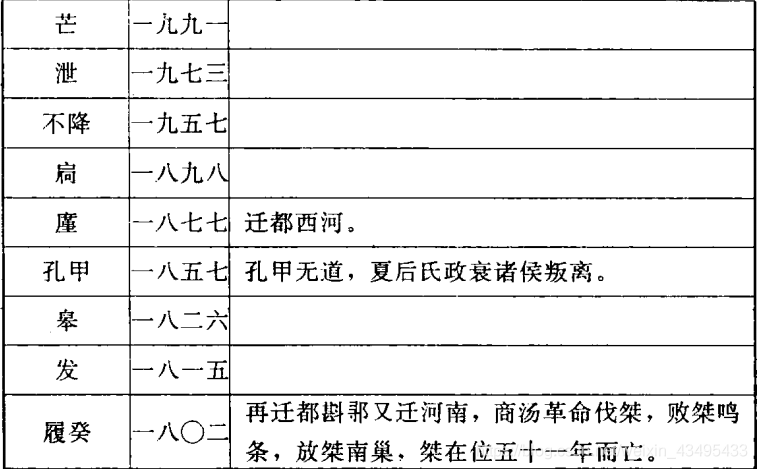 芒 一九九一
泄 一九七三
不降 一九五七
扃 一八九八
廑 一八七七 迁都西河。
孔甲 一八五七 孔甲无道，夏后氏政衰诸侯叛离。
皋 一八二六
发 一八一五
履癸 一八〇二 再迁都斟鄩又迁河南，商汤革命伐桀，败桀鸣
条，放桀南巢，桀在位五十一年而亡。
weixin_43495433